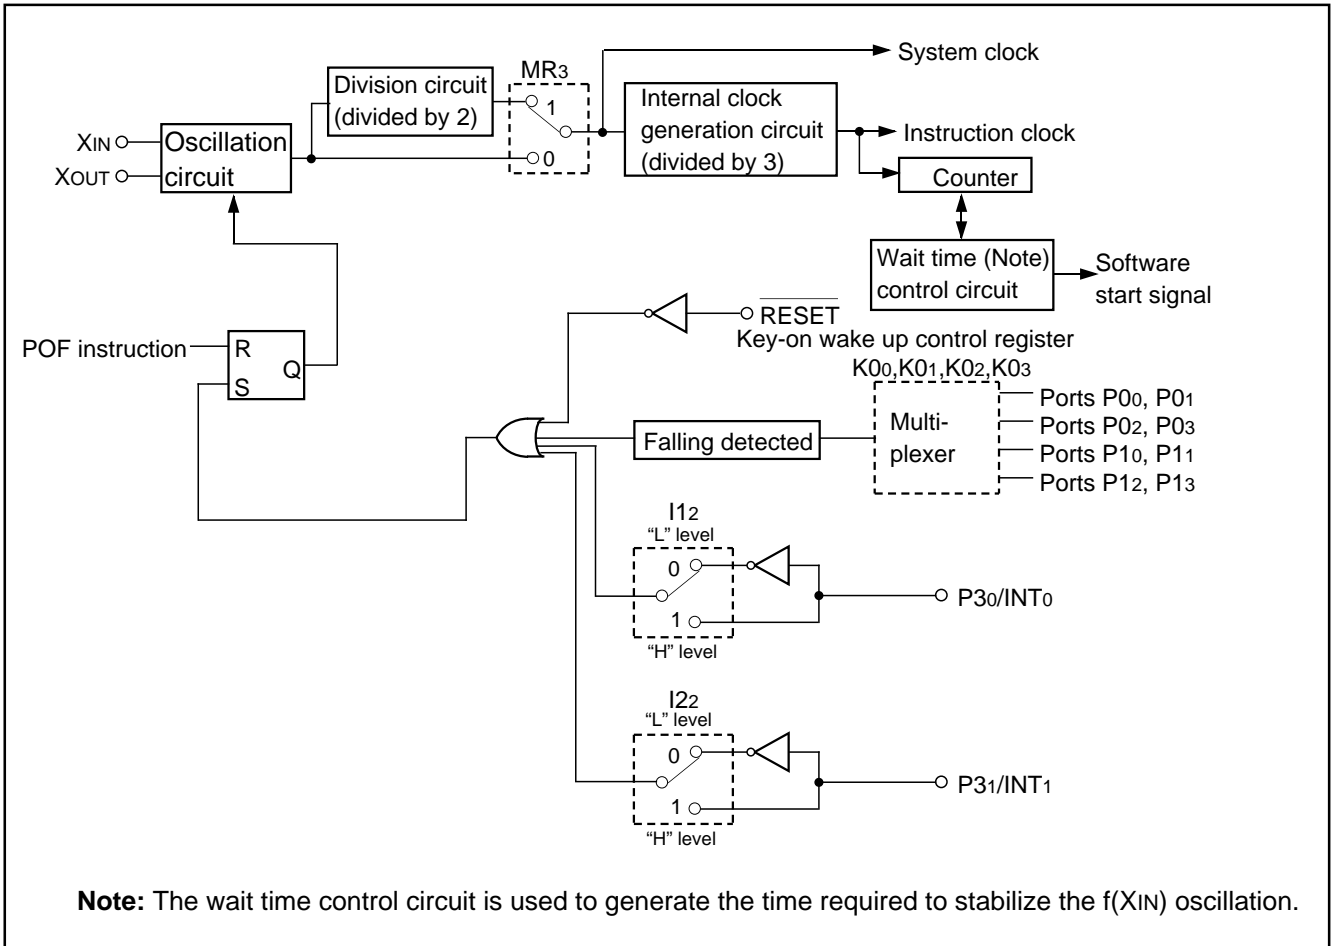 System clock
MR3
Division circuit
(divided by 2)
1
0
Internal clock
generation circuit
(divided by 3)
Instruction clock
XIN
XOUT
Oscillation
circuit
Counter
Wait time (Note)
control circuit
Software
start signal
RESET
Key-on wake up control register
K00,K01,K02,K03
POF instruction
R
S
Q
Falling detected
Multi-
plexer
Ports P00, P01
Ports P02, P03
Ports P10, P11
Ports P12, P13
I12
“L” level
0
1
“H” level
P30/INT0
I22
“L” level
0
1
“H” level
P31/INT1
Note: The wait time control circuit is used to generate the time required to stabilize the f(XIN) oscillation.